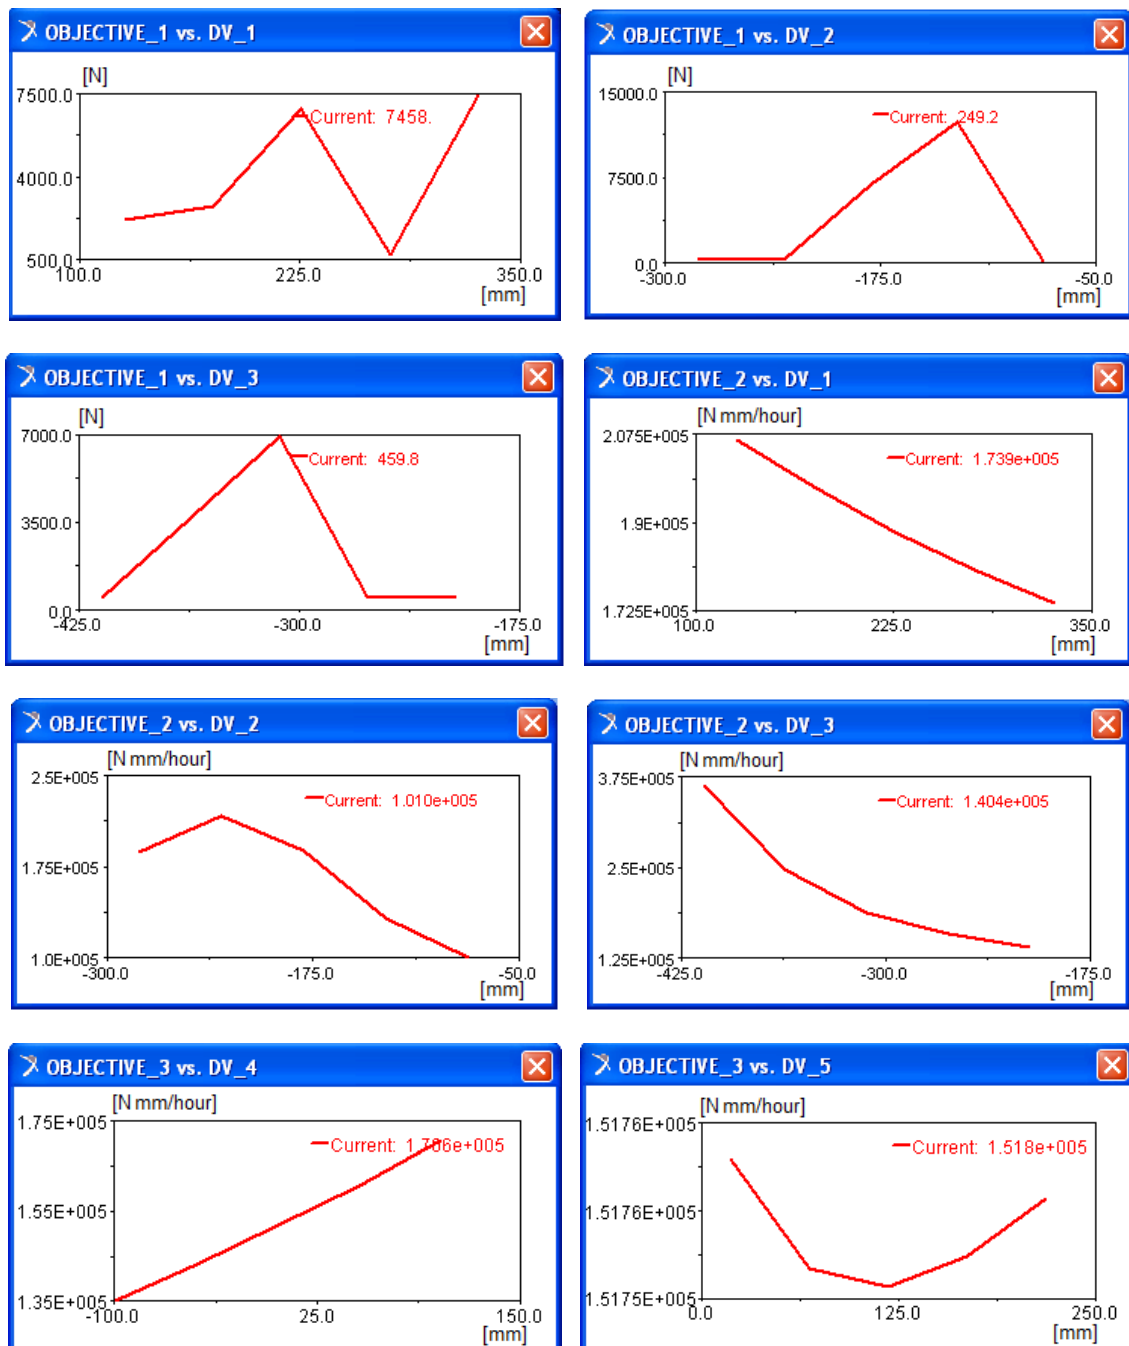 OBJECTIVE_1 vs. DV_1
[N]
7500.0
Current: 7458.
4000.0
500.0
100.0 225.0 350.0
[mm]
OBJECTIVE_1 vs. DV_2
[N]
15000.0
Current: 249.2
7500.0
0.0
-300.0 -175.0 -50.0
[mm]
OBJECTIVE_1 vs. DV_3
[N]
7000.0
Current: 459.8
3500.0
0.0
-425.0 -300.0 -175.0
[mm]
OBJECTIVE_2 vs. DV_1
[N mm/hour]
2.075E+005
Current: 1.739e+005
1.9E+005
1.725E+005
100.0 225.0 350.0
[mm]
OBJECTIVE_2 vs. DV_2
[N mm/hour]
2.5E+005
Current: 1.010e+005
1.75E+005
1.0E+005
-300.0 -175.0 -50.0
[mm]
OBJECTIVE_2 vs. DV_3
[N mm/hour]
3.75E+005
Current: 1.404e+005
2.5E+005
1.25E+005
-425.0 -300.0 -175.0
[mm]
OBJECTIVE_3 vs. DV_4
[N mm/hour]
1.75E+005
Current:
1.55E+005
1.35E+005
-100.0 25.0 150.0
[mm]
OBJECTIVE_3 vs. DV_5
[N mm/hour]
1.5176E+005
Current: 1.518e+005
1.5176E+005
1.5175E+005
0.0 125.0 250.0
[mm]